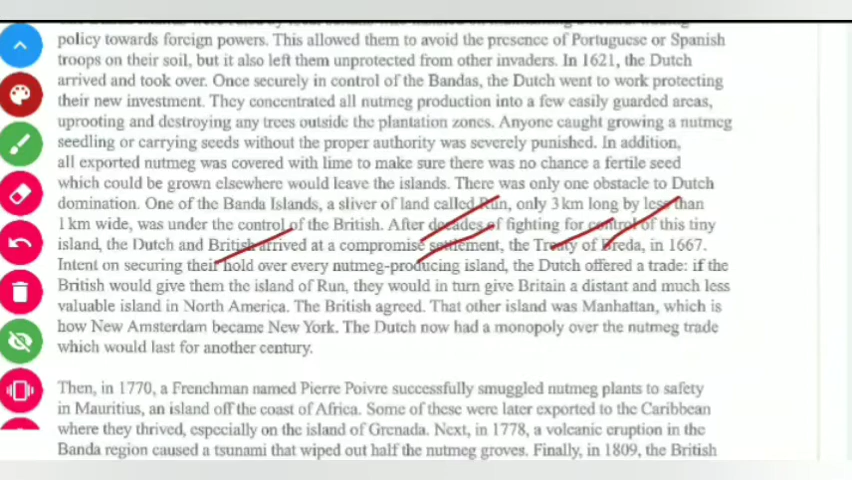 policy towards foreign powers. This allowed them to avoid the presence of Portuguese or Spanish
troops on their soil, but it also left them unprotected from other invaders. In 1621, the Dutch
arrived and took over. Once securely in control of the Bandas, the Dutch went to work protecting
their new investment. They concentrated all nutmeg production into a few easily guarded areas,
uprooting and destroying any trees outside the plantation zones. Anyone caught growing a nutmeg
seedling or carrying seeds without the proper authority was severely punished. In addition,
all exported nutmeg was covered with lime to make sure there was no chance a fertile seed
which could be grown elsewhere would leave the islands. There was only one obstacle to Dutch
domination. One of the Banda Islands, a sliver of land called Run, only 3 km long by less than
1 km wide, was under the control of the British. After decades of fighting for control of this tiny
island, the Dutch and British arrived at a compromise settlement, the Treaty of Breda, in 1667.
Intent on securing their hold over every nutmeg-producing island, the Dutch offered a trade: if the
British would give them the island of Run, they would in turn give Britain a distant and much less
valuable island in North America. The British agreed. That other island was Manhattan, which is
how New Amsterdam became New York. The Dutch now had a monopoly over the nutmeg trade
which would last for another century.
Then, in 1770, a Frenchman named Pierre Poivre successfully smuggled nutmeg plants to safety
in Mauritius, an island off the coast of Africa. Some of these were later exported to the Caribbean
where they thrived, especially on the island of Grenada. Next, in 1778, a volcanic eruption in the
Banda region caused a tsunami that wiped out half the nutmeg groves. Finally, in 1809, the British